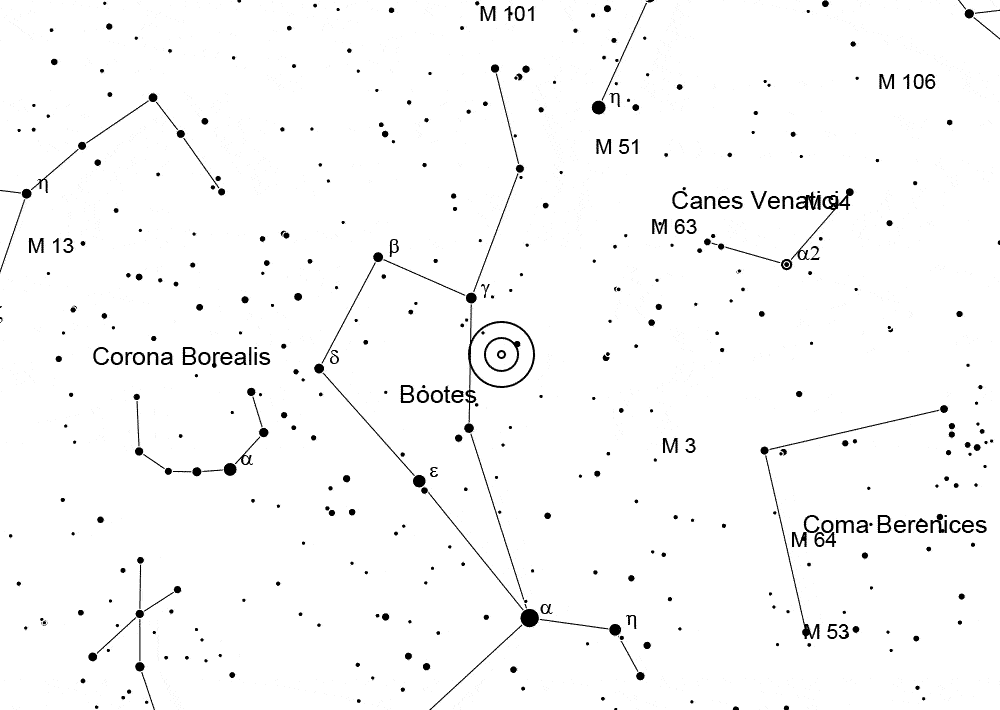 M 101
M 106
η
M 51
η
Canes Venatici
M 94
M 63
M 13
β
α2
γ
Corona Borealis
δ
Bootes
M 3
α
ε
Coma Berenices
M 64
α
η
M 53